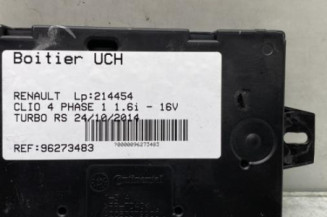 Boitier UCH
RENAULT Lp:214454
CLIO 4 PHASE 1 1.6i - 16V
TURBO RS 24/10/2014
REF:96273483
Continental